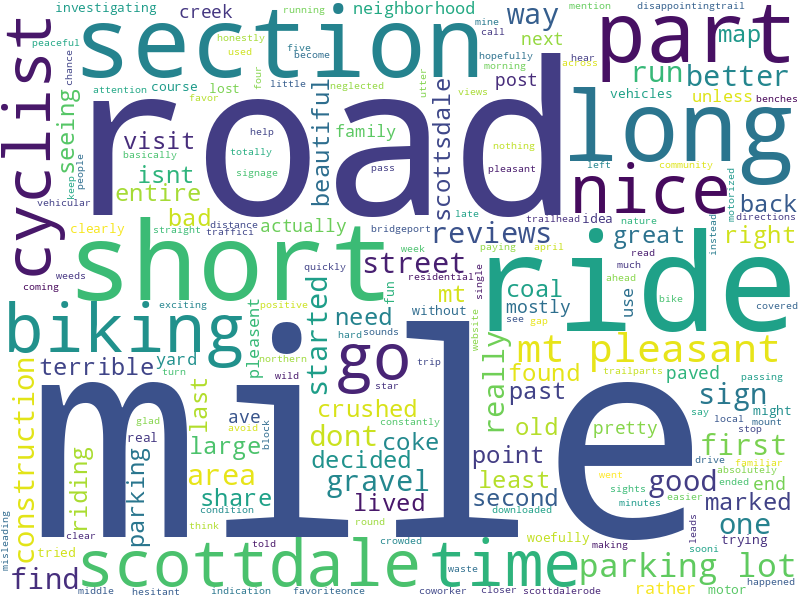 investigating
creek
running
neighborhood
mention
disappointingtrail
section
way
part
cyclist
peaceful
chance
honestly
used
mine
call
five
become
next
hopefully
morning
hear
across
map
attention
course
lost
four
little
neglected
utter
views
post
run
better
seeing
road
long
vehicles
unless
because
favor
beautiful
scottsdale
nothing
benches
visit
help
family
basically
isnt
totally
signage
pass
pleasant
left
community
motorized
keep
people
entire
nice
back
vehicular
bad
distance
late
trailhead
idea
nature
directions
clearly
straight
traffici
actually
bridgeport
reviews
instead
great
right
short
week
paying
april
read
coming
weeds
exciting
quickly
residential
street
ride
much
ahead
bike
covered
positive
pleasent
fun
mt
single
coal
use
biking
started
need
without
mostly
see
gap
northern
hard
sounds
website
go
mt pleasant
terrible
yard
turn
wild
trip
star
really
found
paved
trailparts
passing
construction
last
crushed
past
sign
say
might
glad
avoid
ave
block
dont
constantly
old
pretty
local
mount
stop
riding
parking
real
large
coke
decided
point
first
drive
absolutely
familiar
mile
area
gravel
least
went
sights
ended
easier
good
end
clear
condition
share
lived
second
downloaded
minutes
marked
one
misleading
tried
think
round
woefully
leads
trying
told
crowded
making
sooni
find
scottdale
time
parking lot
middle
hesitant
indication
favoriteone
coworker
waste
closer
scottdalerode
rather
motor
happened